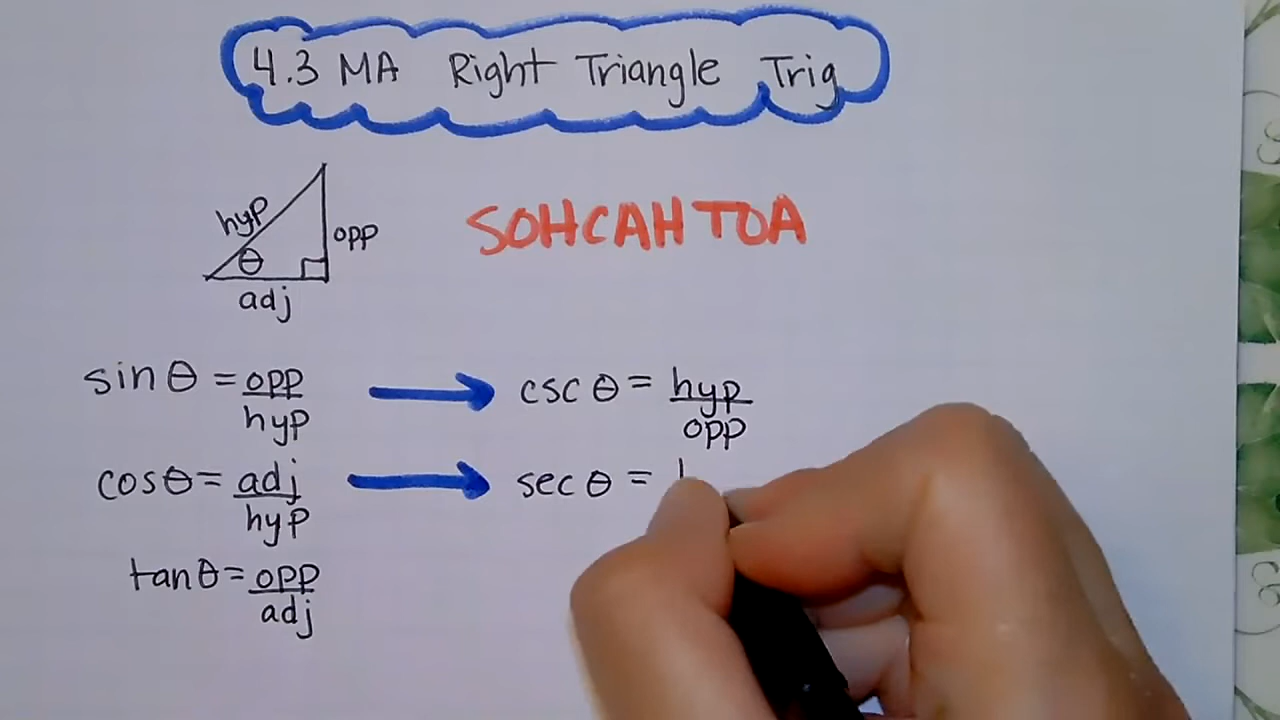 4.3 MA Right Triangle Trig
hyp
opp
θ
adj
SOHCAHTOA
sin θ = opp/hyp
csc θ = hyp/opp
cos θ = adj/hyp
sec θ =
tan θ = opp/adj